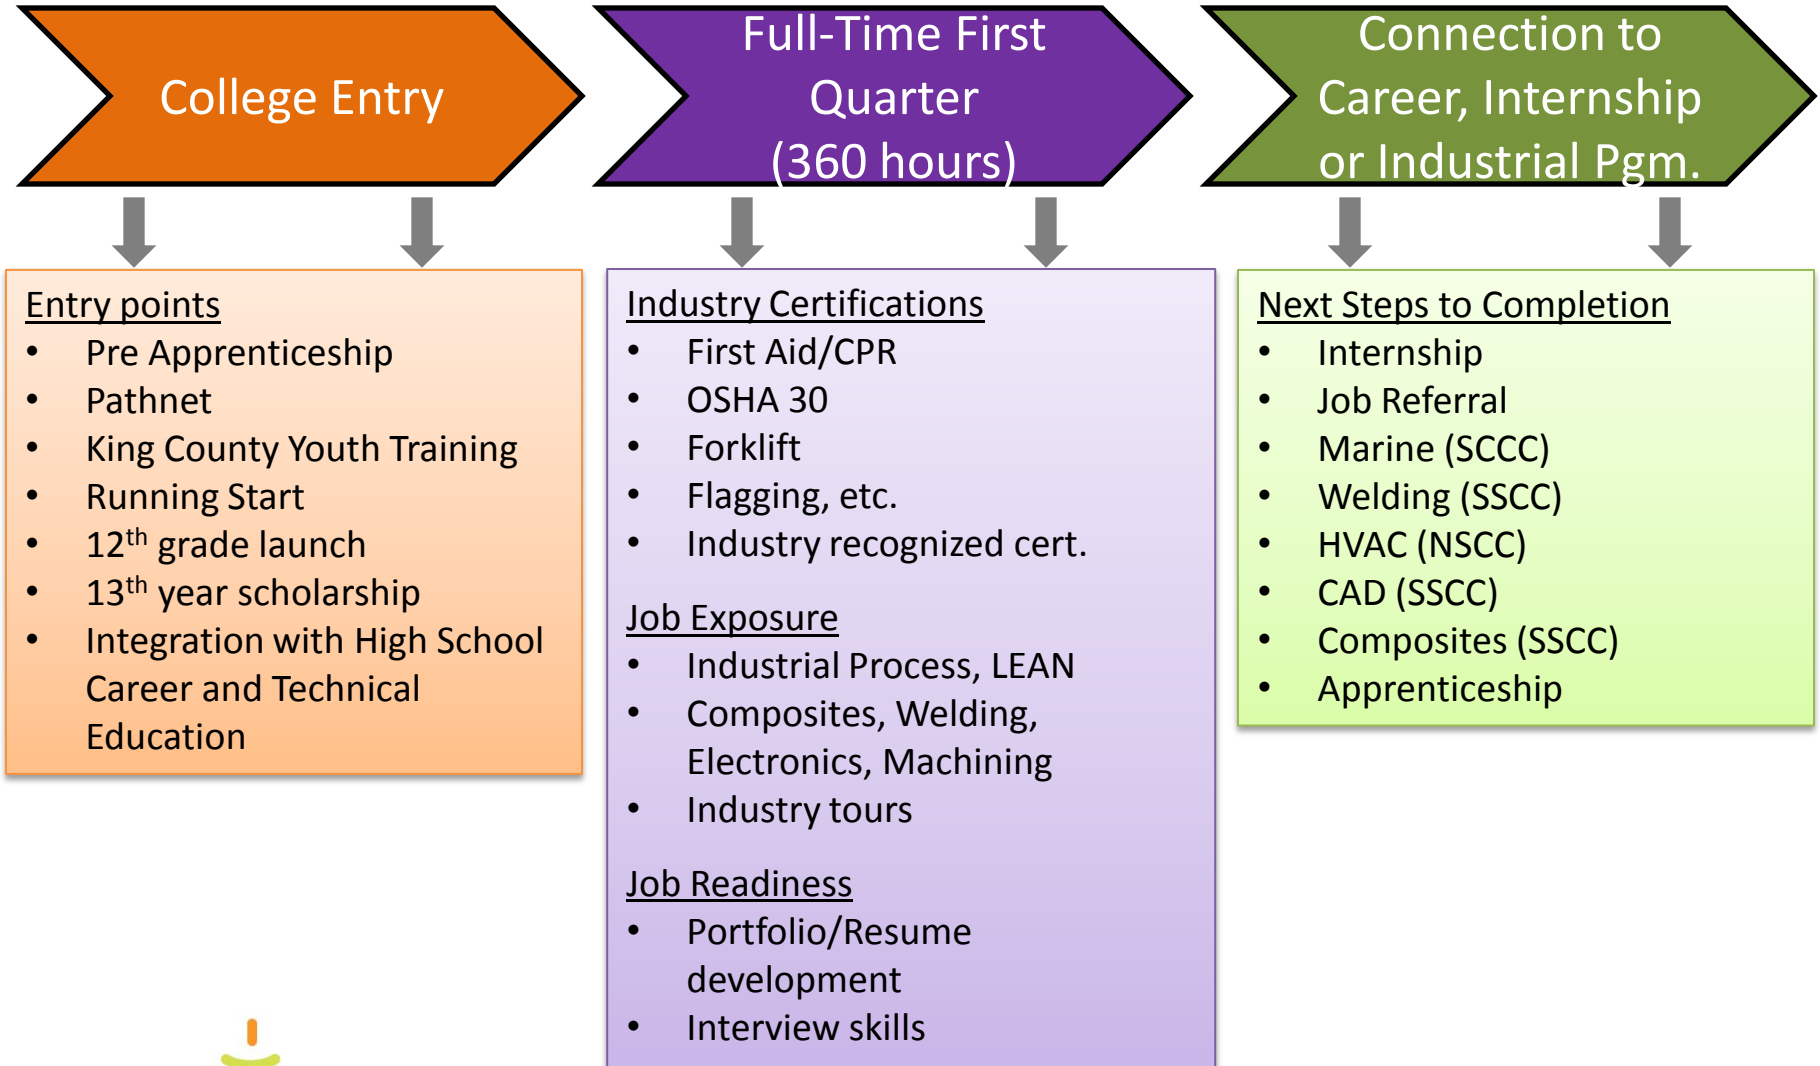 College Entry
Full-Time First
Quarter
(360 hours)
Connection to
Career, Internship
or Industrial Pgm.
Entry points
• Pre Apprenticeship
• Pathnet
• King County Youth Training
• Running Start
• 12th grade launch
• 13th year scholarship
• Integration with High School
Career and Technical
Education
Industry Certifications
• First Aid/CPR
• OSHA 30
• Forklift
• Flagging, etc.
• Industry recognized cert.
Job Exposure
• Industrial Process, LEAN
• Composites, Welding,
Electronics, Machining
• Industry tours
Job Readiness
• Portfolio/Resume
development
• Interview skills
Next Steps to Completion
• Internship
• Job Referral
• Marine (SCCC)
• Welding (SSCC)
• HVAC (NSCC)
• CAD (SSCC)
• Composites (SSCC)
• Apprenticeship